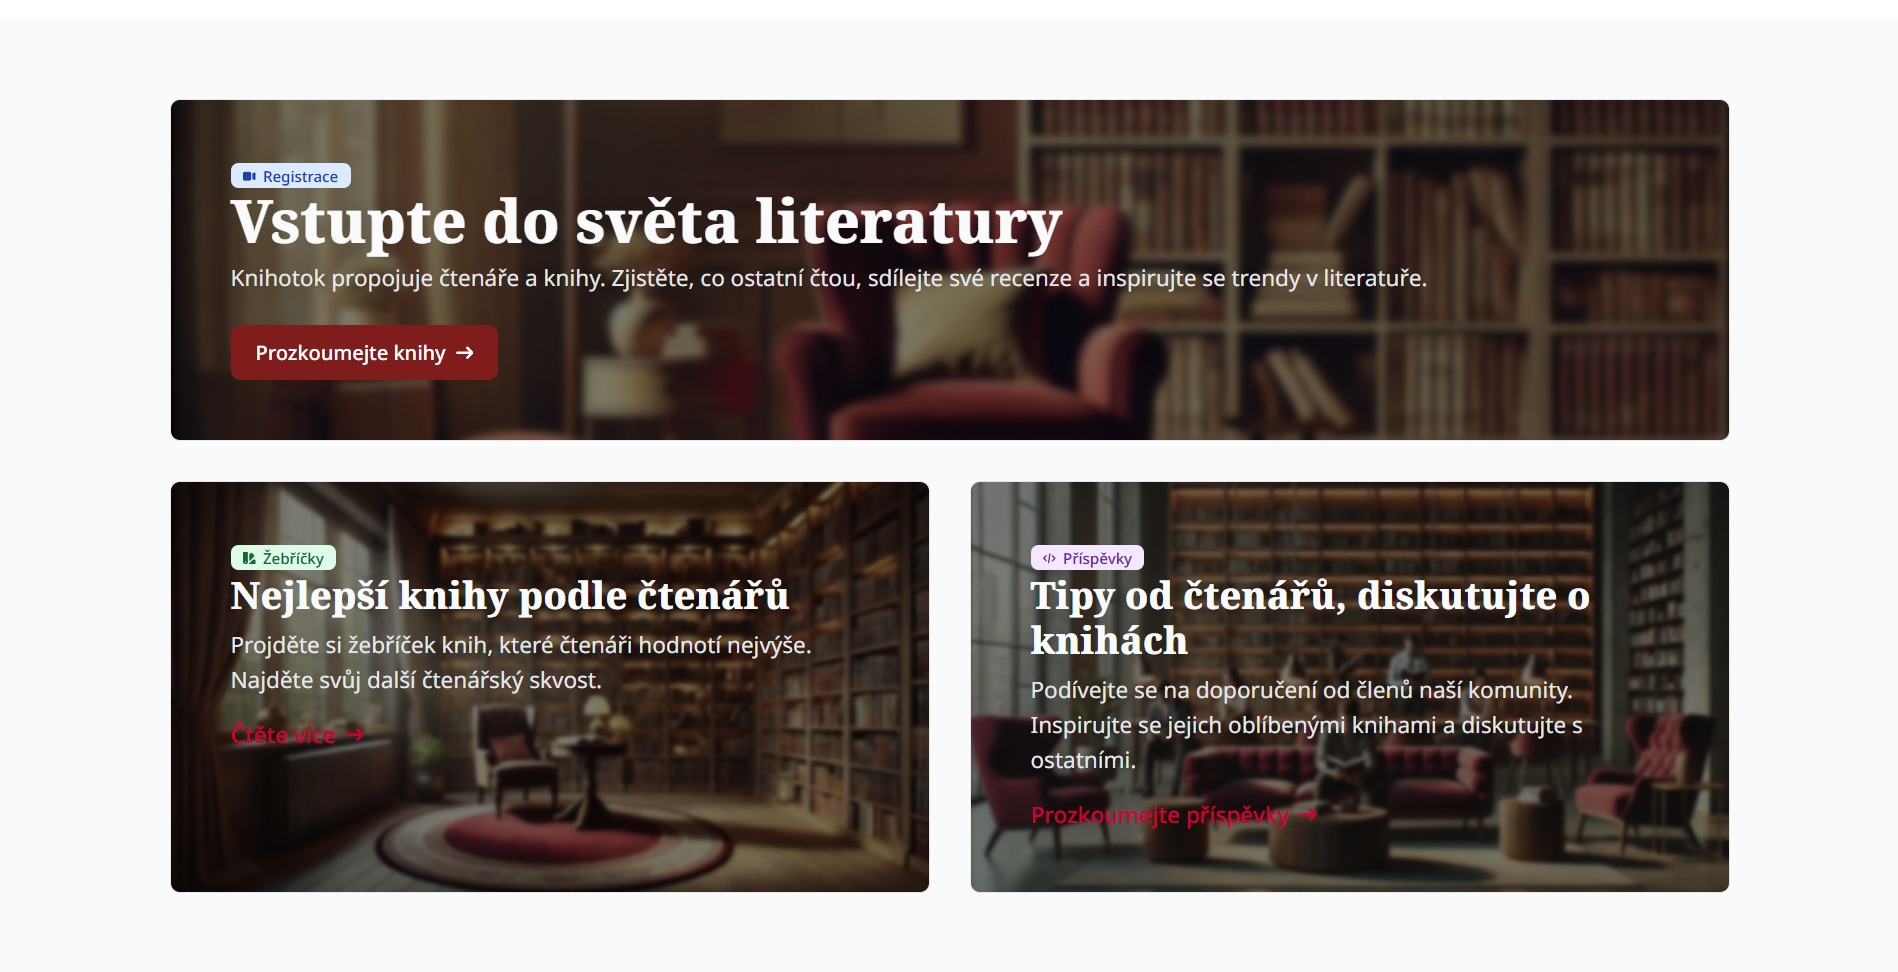 Registrace
Vstupte do světa literatury
Knihotok propojuje čtenáře a knihy. Zjistěte, co ostatní čtou, sdílejte své recenze a inspirujte se trendy v literatuře.
Prozkoumejte knihy →
Žebříčky
Nejlepší knihy podle čtenářů
Projděte si žebříček knih, které čtenáři hodnotí nejvýše.
Najděte svůj další čtenářský skvost.
Čtěte více →
Příspěvky
Tipy od čtenářů, diskutujte o
knihách
Podívejte se na doporučení od členů naší komunity.
Inspirujte se jejich oblíbenými knihami a diskutujte s
ostatními.
Prozkoumejte příspěvky →